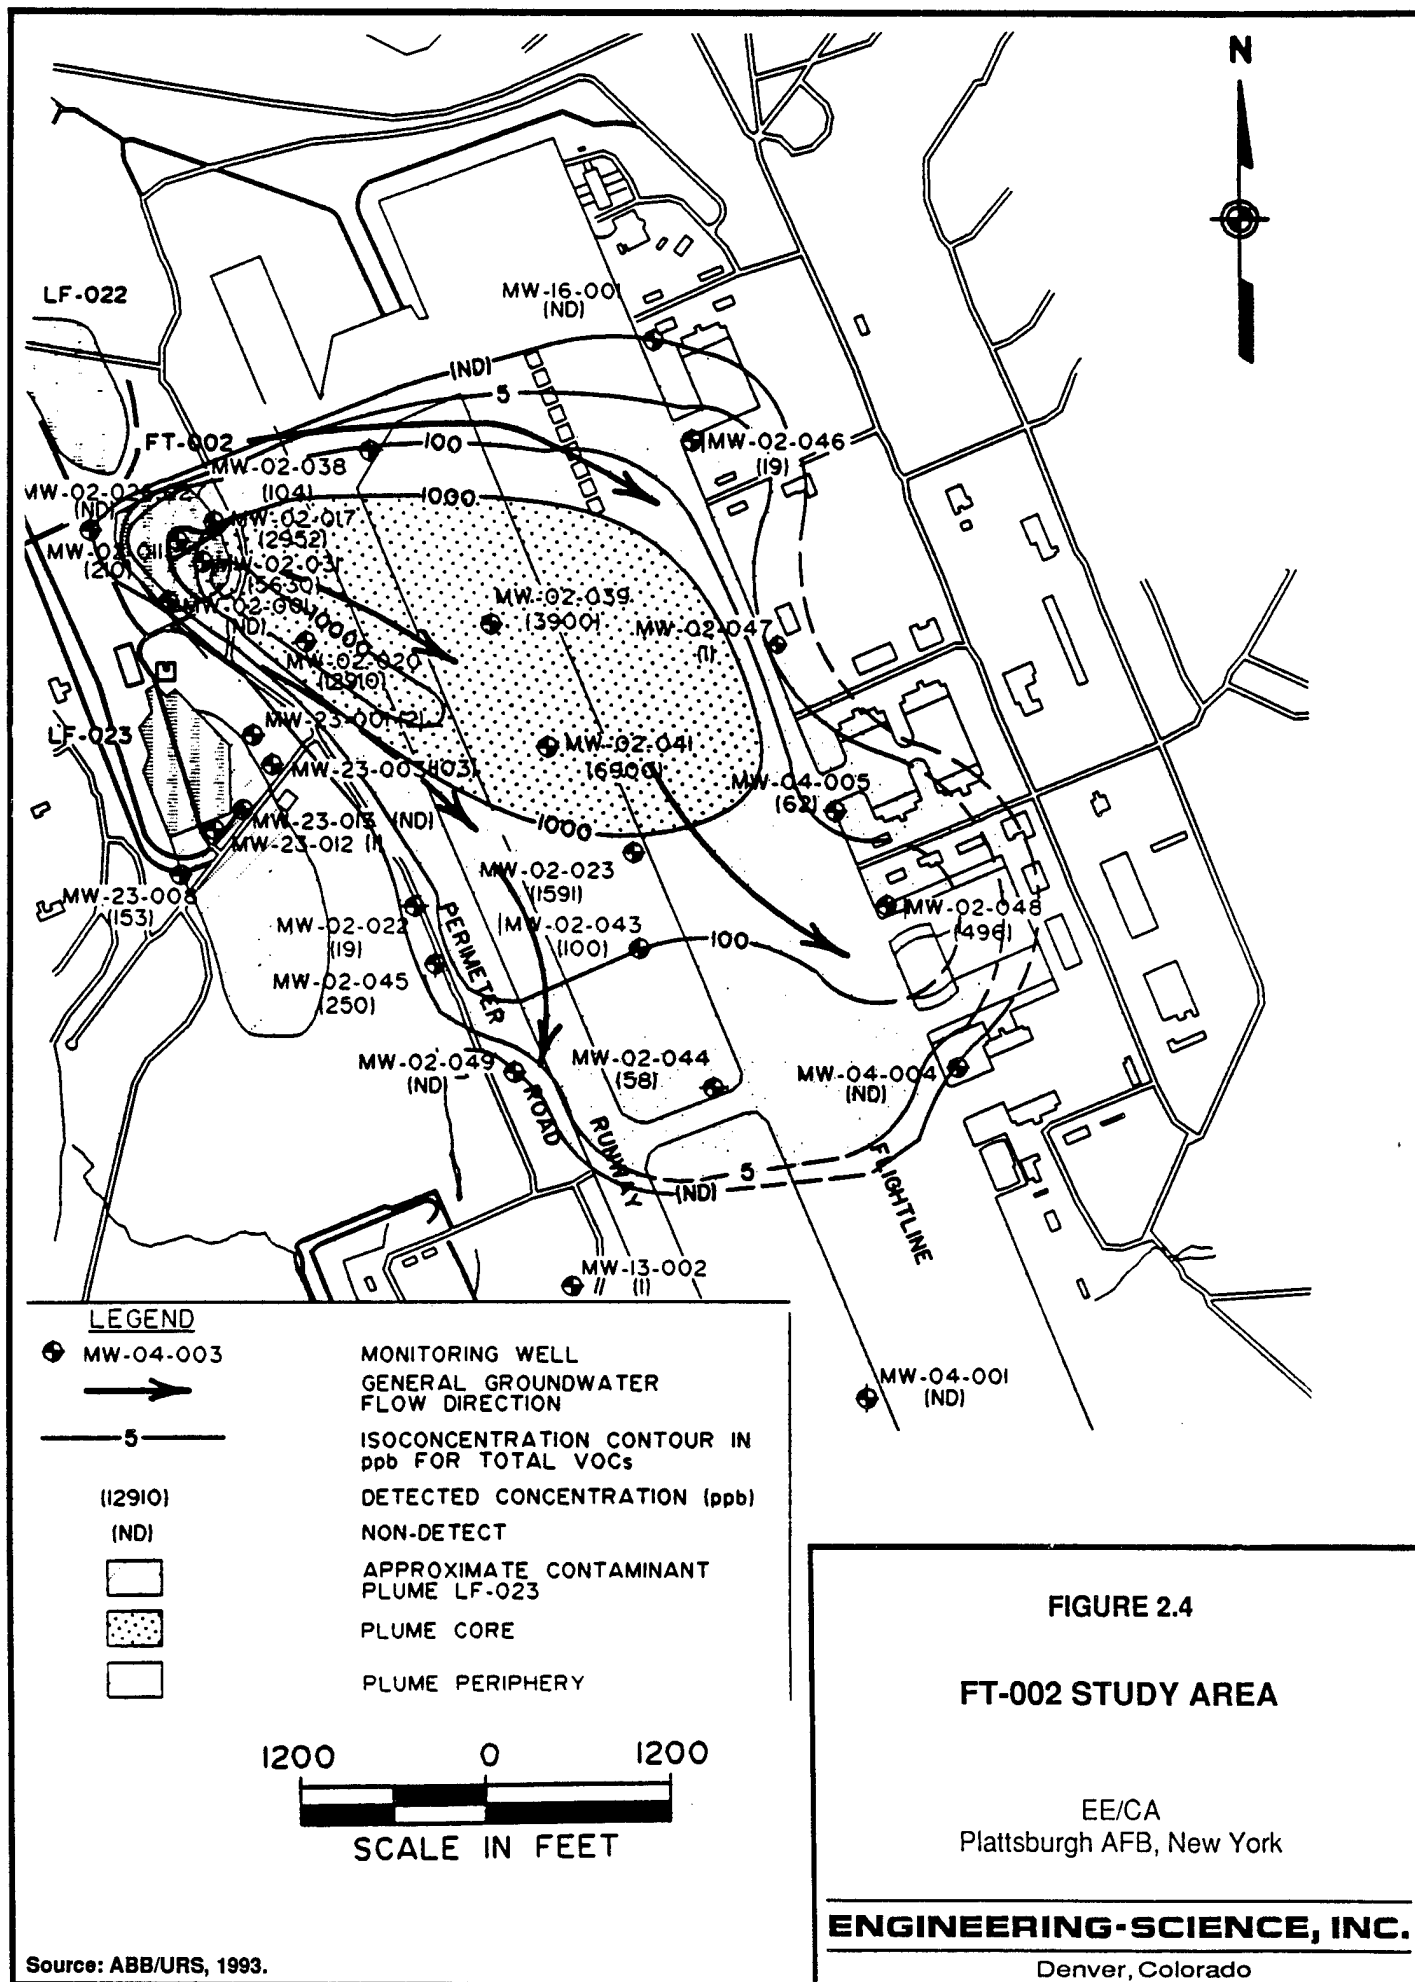 N
LF-022
MW-16-001
(ND)
(ND)
5
FT-002
100
MW-02-046
(19)
MW-02-038
(104)
1000
(ND)
MW-02-017
(2952)
(210)
MW-02-031
(5630)
MW-02-001
(ND)
10000
MW-02-039
(3900)
MW-02-047
(1)
MW-02-020
(12910)
MW-23-001 (2)
LF-023
MW-02-041
(6900)
MW-23-003 (103)
MW-04-005
(62)
MW-23-013 (ND)
MW-23-012 (1)
1000
MW-02-023
(1591)
MW-23-008
(153)
MW-02-022
(19)
MW-02-043
(100)
100
MW-02-048
(496)
PERIMETER
ROAD
MW-02-045
(250)
MW-02-049
(ND)
MW-02-044
(58)
MW-04-004
(ND)
RUNWAY
5
(ND)
FLIGHTLINE
MW-13-002
(1)
MW-04-001
(ND)
LEGEND
MW-04-003 MONITORING WELL
GENERAL GROUNDWATER
FLOW DIRECTION
5 ISOCONCENTRATION CONTOUR IN
ppb FOR TOTAL VOCs
(12910) DETECTED CONCENTRATION (ppb)
(ND) NON-DETECT
APPROXIMATE CONTAMINANT
PLUME LF-023
PLUME CORE
PLUME PERIPHERY
1200 0 1200
SCALE IN FEET
Source: ABB/URS, 1993.
FIGURE 2.4
FT-002 STUDY AREA
EE/CA
Plattsburgh AFB, New York
ENGINEERING-SCIENCE, INC.
Denver, Colorado